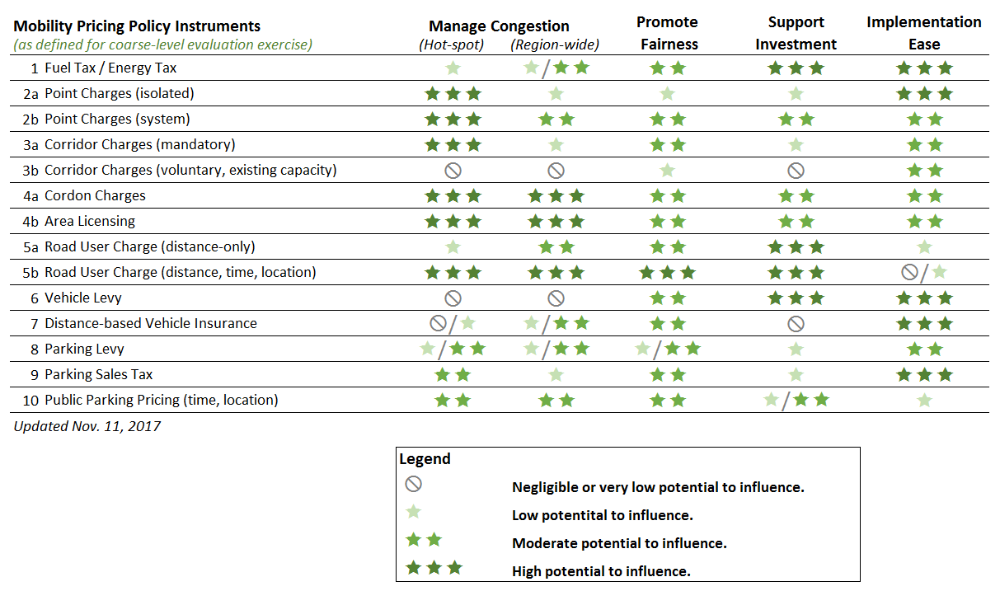 Mobility Pricing Policy Instruments Manage Congestion Promote Support Implementation
(as defined for coarse-level evaluation exercise) (Hot-spot) (Region-wide) Fairness Investment Ease
1 Fuel Tax / Energy Tax /
2a Point Charges (isolated)
2b Point Charges (system)
3a Corridor Charges (mandatory)
3b Corridor Charges (voluntary, existing capacity)
4a Cordon Charges
4b Area Licensing
5a Road User Charge (distance-only)
5b Road User Charge (distance, time, location) /
6 Vehicle Levy
7 Distance-based Vehicle Insurance / /
8 Parking Levy / / /
9 Parking Sales Tax
10 Public Parking Pricing (time, location) /
Updated Nov. 11, 2017
Legend
Negligible or very low potential to influence.
Low potentital to influence.
Moderate potential to influence.
High potential to influence.